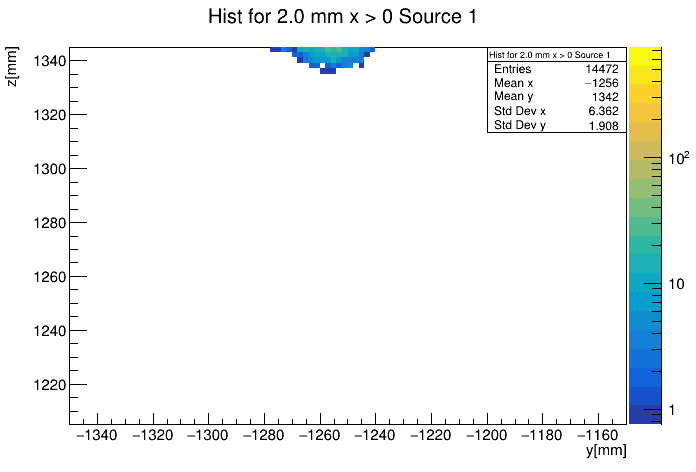 Hist for 2.0 mm x > 0 Source 1
z[mm]
1340
1320
1300
1280
1260
1240
1220
Hist for 2.0 mm x > 0 Source 1
Entries 14472
Mean x −1256
Mean y 1342
Std Dev x 6.362
Std Dev y 1.908
10²
10
1
−1340 −1320 −1300 −1280 −1260 −1240 −1220 −1200 −1180 −1160
y[mm]